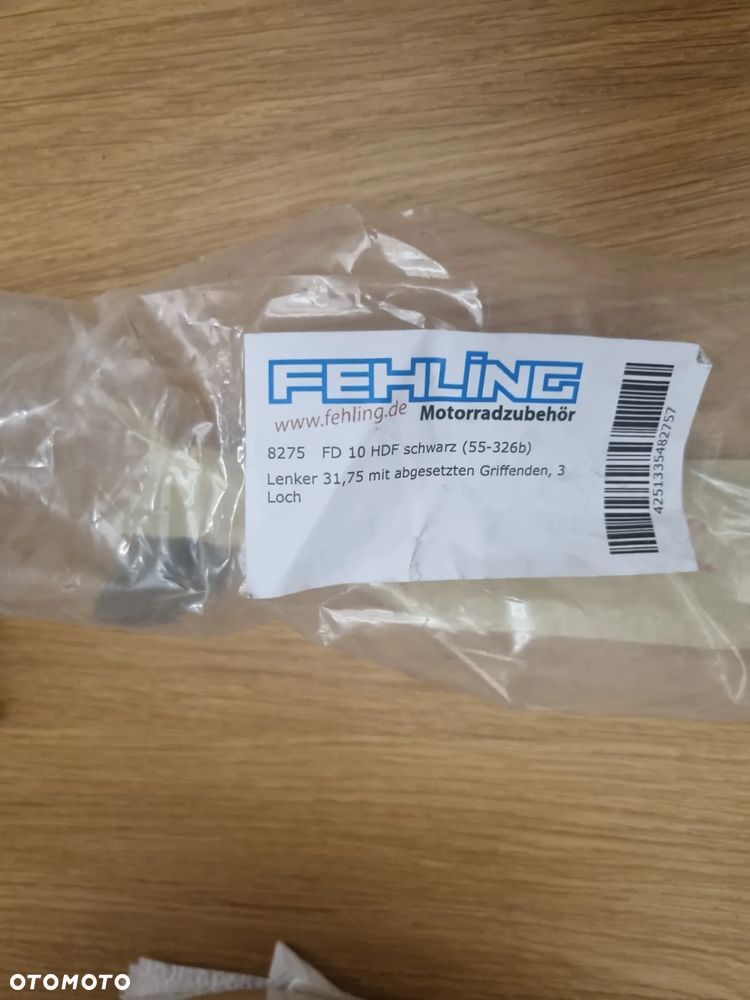 FEHLING
www.fehling.de Motorradzubehör
8275 FD 10 HDF schwarz (55-326b)
Lenker 31,75 mit abgesetzten Griffenden, 3
Loch
4251335482757
OTOMOTO